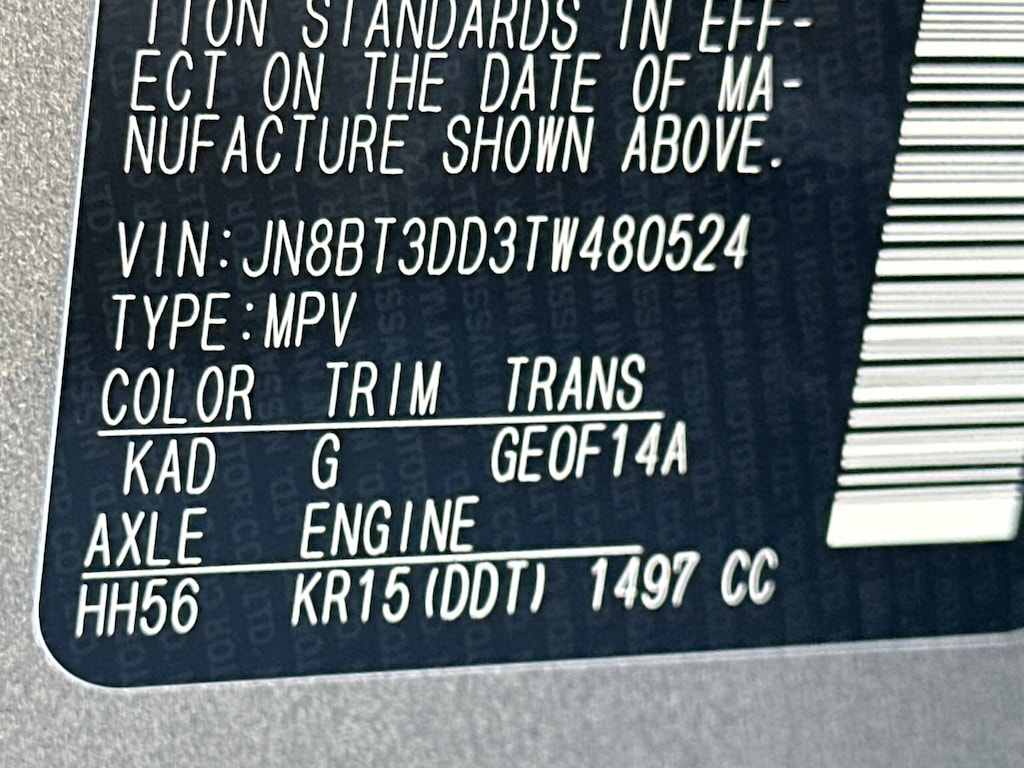 TION STANDARDS IN EFF-
ECT ON THE DATE OF MA-
NUFACTURE SHOWN ABOVE.
VIN:JN8BT3DD3TW480524
TYPE:MPV
COLOR TRIM TRANS
KAD G GE0F14A
AXLE ENGINE
HH56 KR15(DDT) 1497 CC